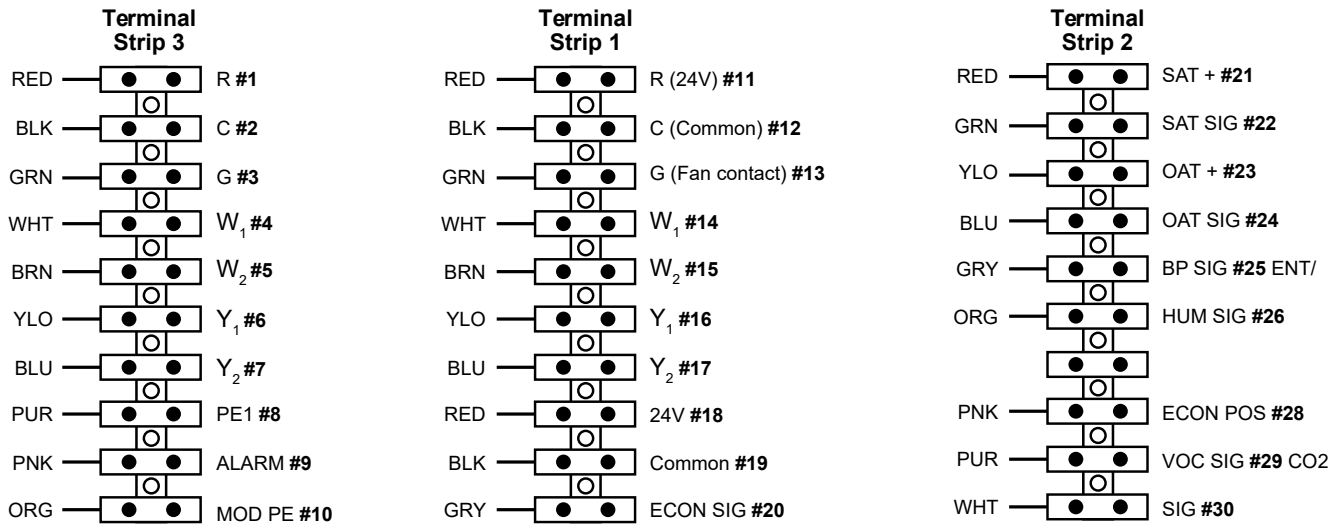 Terminal
Strip 3
RED R #1
BLK C #2
GRN G #3
WHT W1 #4
BRN W2 #5
YLO Y1 #6
BLU Y2 #7
PUR PE1 #8
PNK ALARM #9
ORG MOD PE #10
Terminal
Strip 1
RED R (24V) #11
BLK C (Common) #12
GRN G (Fan contact) #13
WHT W1 #14
BRN W2 #15
YLO Y1 #16
BLU Y2 #17
RED 24V #18
BLK Common #19
GRY ECON SIG #20
Terminal
Strip 2
RED SAT + #21
GRN SAT SIG #22
YLO OAT + #23
BLU OAT SIG #24
GRY BP SIG #25 ENT/
ORG HUM SIG #26
PNK ECON POS #28
PUR VOC SIG #29 CO2
WHT SIG #30